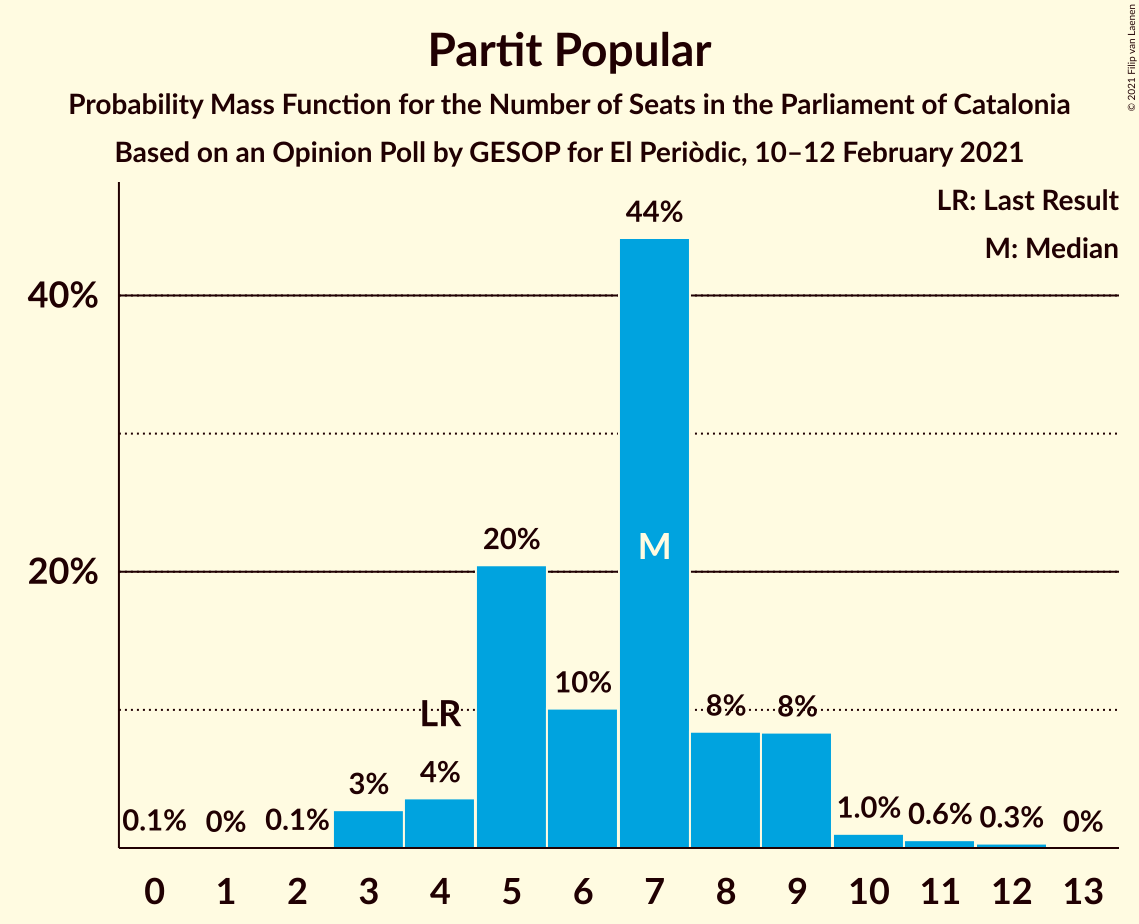 Partit Popular
Probability Mass Function for the Number of Seats in the Parliament of Catalonia
Based on an Opinion Poll by GESOP for El Periòdic, 10–12 February 2021
© 2021 Filip van Laenen
LR: Last Result
M: Median
44%
40%
M
20%
20%
10%
LR
8%
8%
4%
3%
0.1%
0%
0.1%
1.0%
0.6%
0.3%
0%
0 1 2 3 4 5 6 7 8 9 10 11 12 13